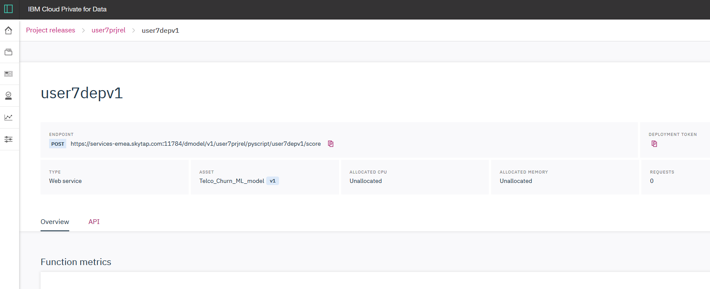 IBM Cloud Private for Data
Project releases > user7prjrel > user7depv1
user7depv1
ENDPOINT
DEPLOYMENT TOKEN
POST https://services-emea.skytap.com:11784/dmodel/v1/user7prjrel/pyscript/user7depv1/score
TYPE
ASSET
ALLOCATED CPU
ALLOCATED MEMORY
REQUESTS
Web service
Telco_Churn_ML_model v1
Unallocated
Unallocated
0
Overview
API
Function metrics